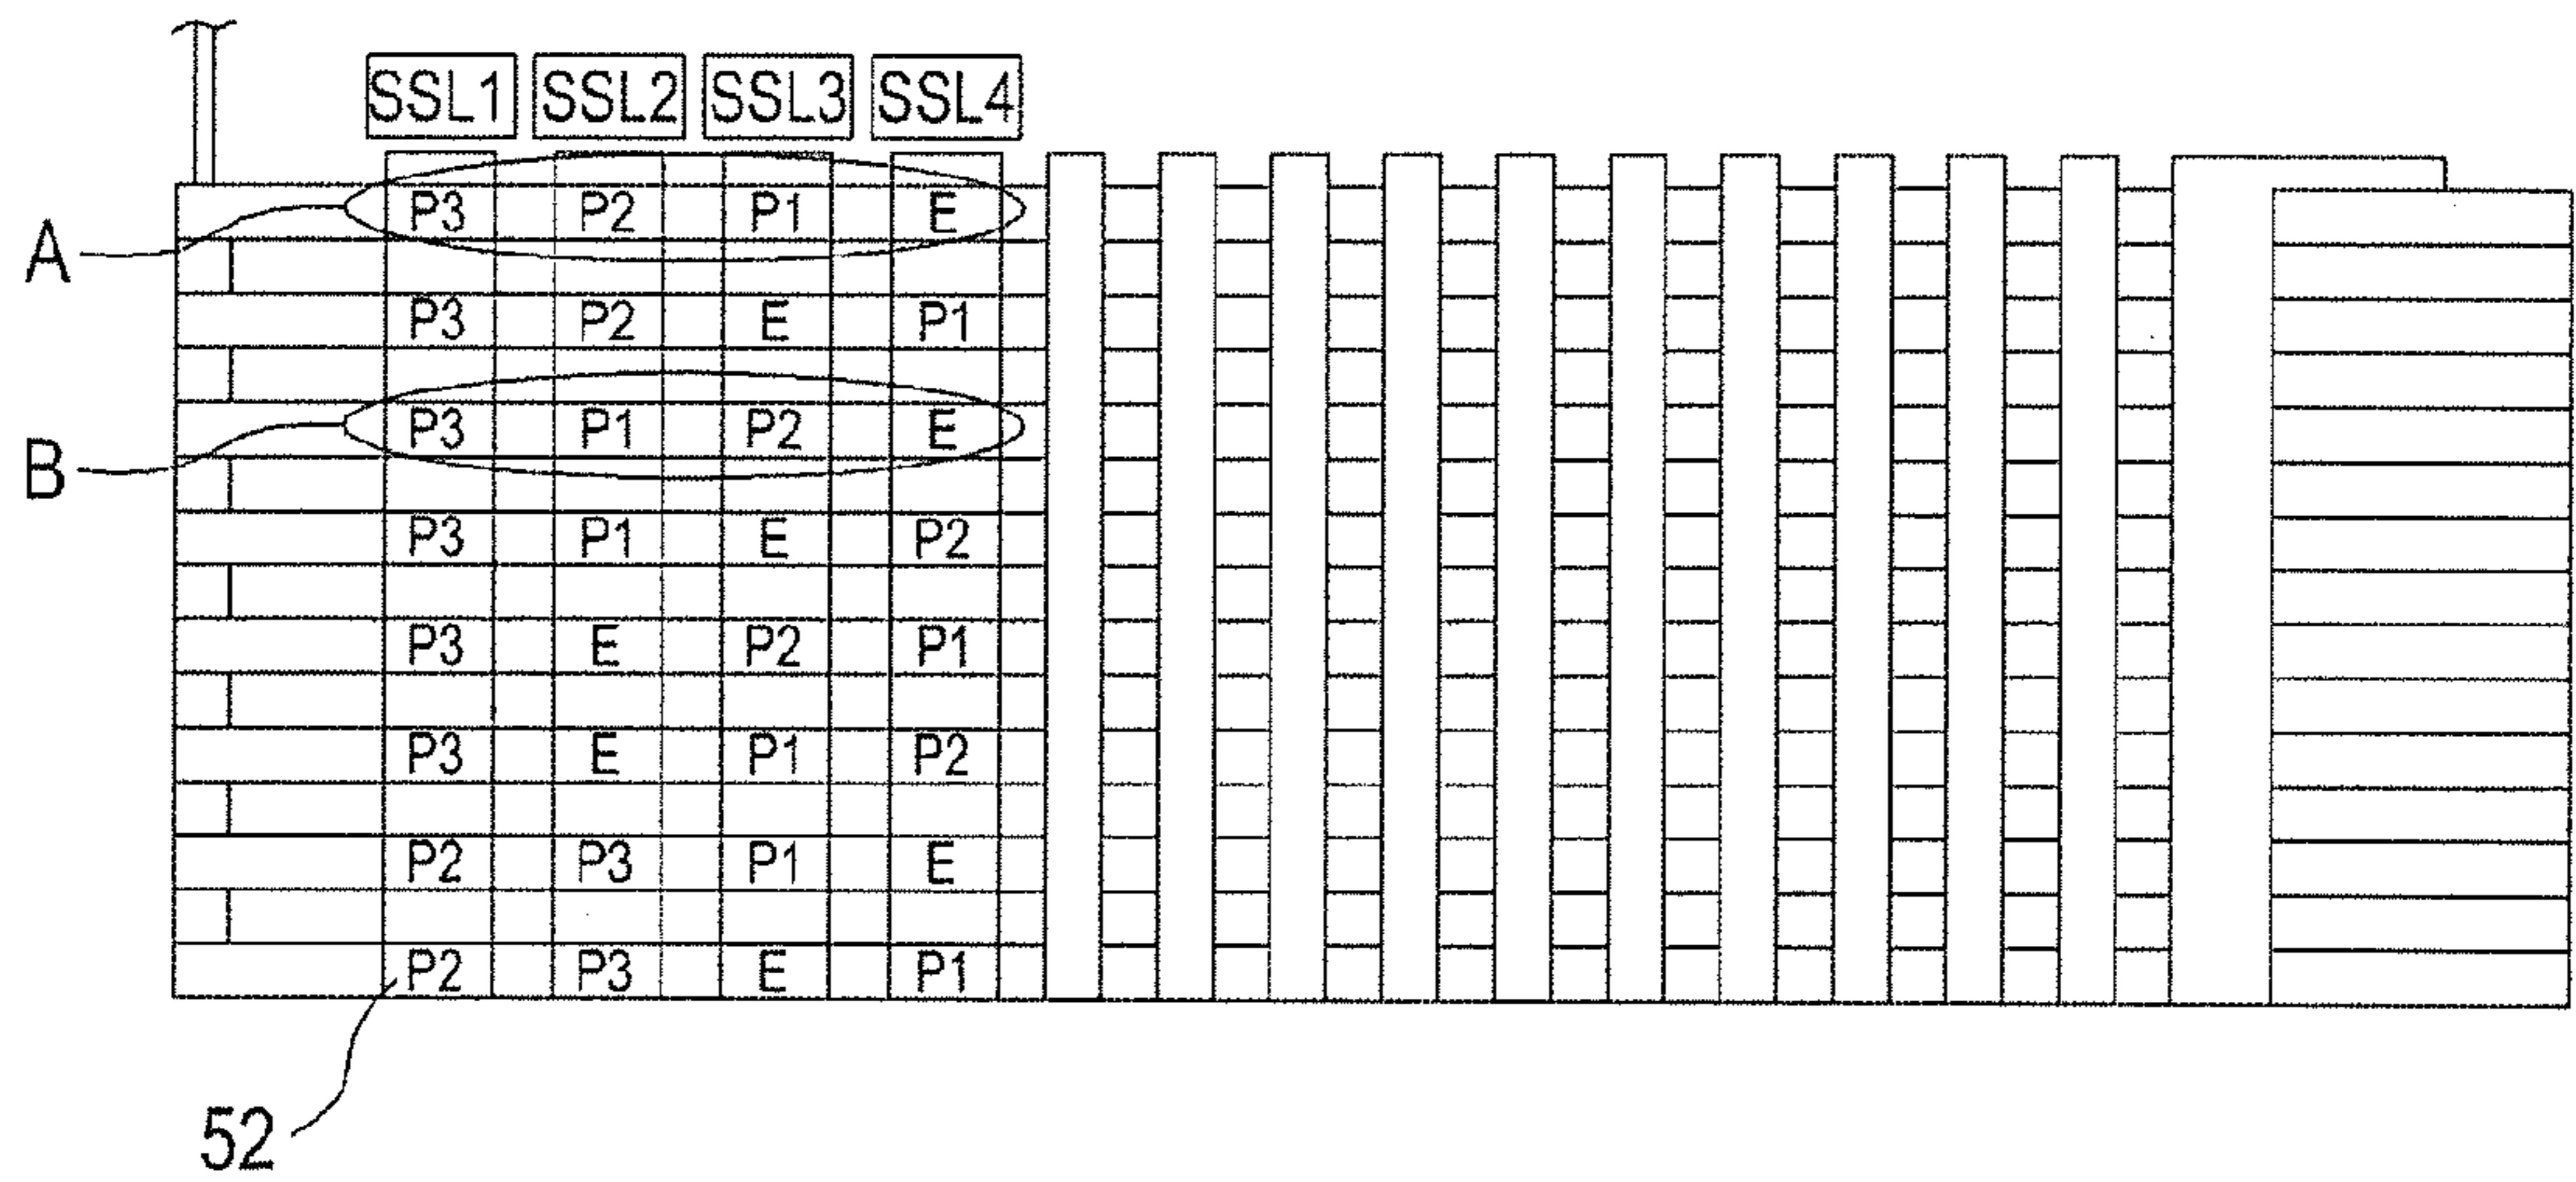 SSL1 SSL2 SSL3 SSL4
A P3 P2 P1 E
P3 P2 E P1
B P3 P1 P2 E
P3 P1 E P2
P3 E P2 P1
P3 E P1 P2
P2 P3 P1 E
P2 P3 E P1
52